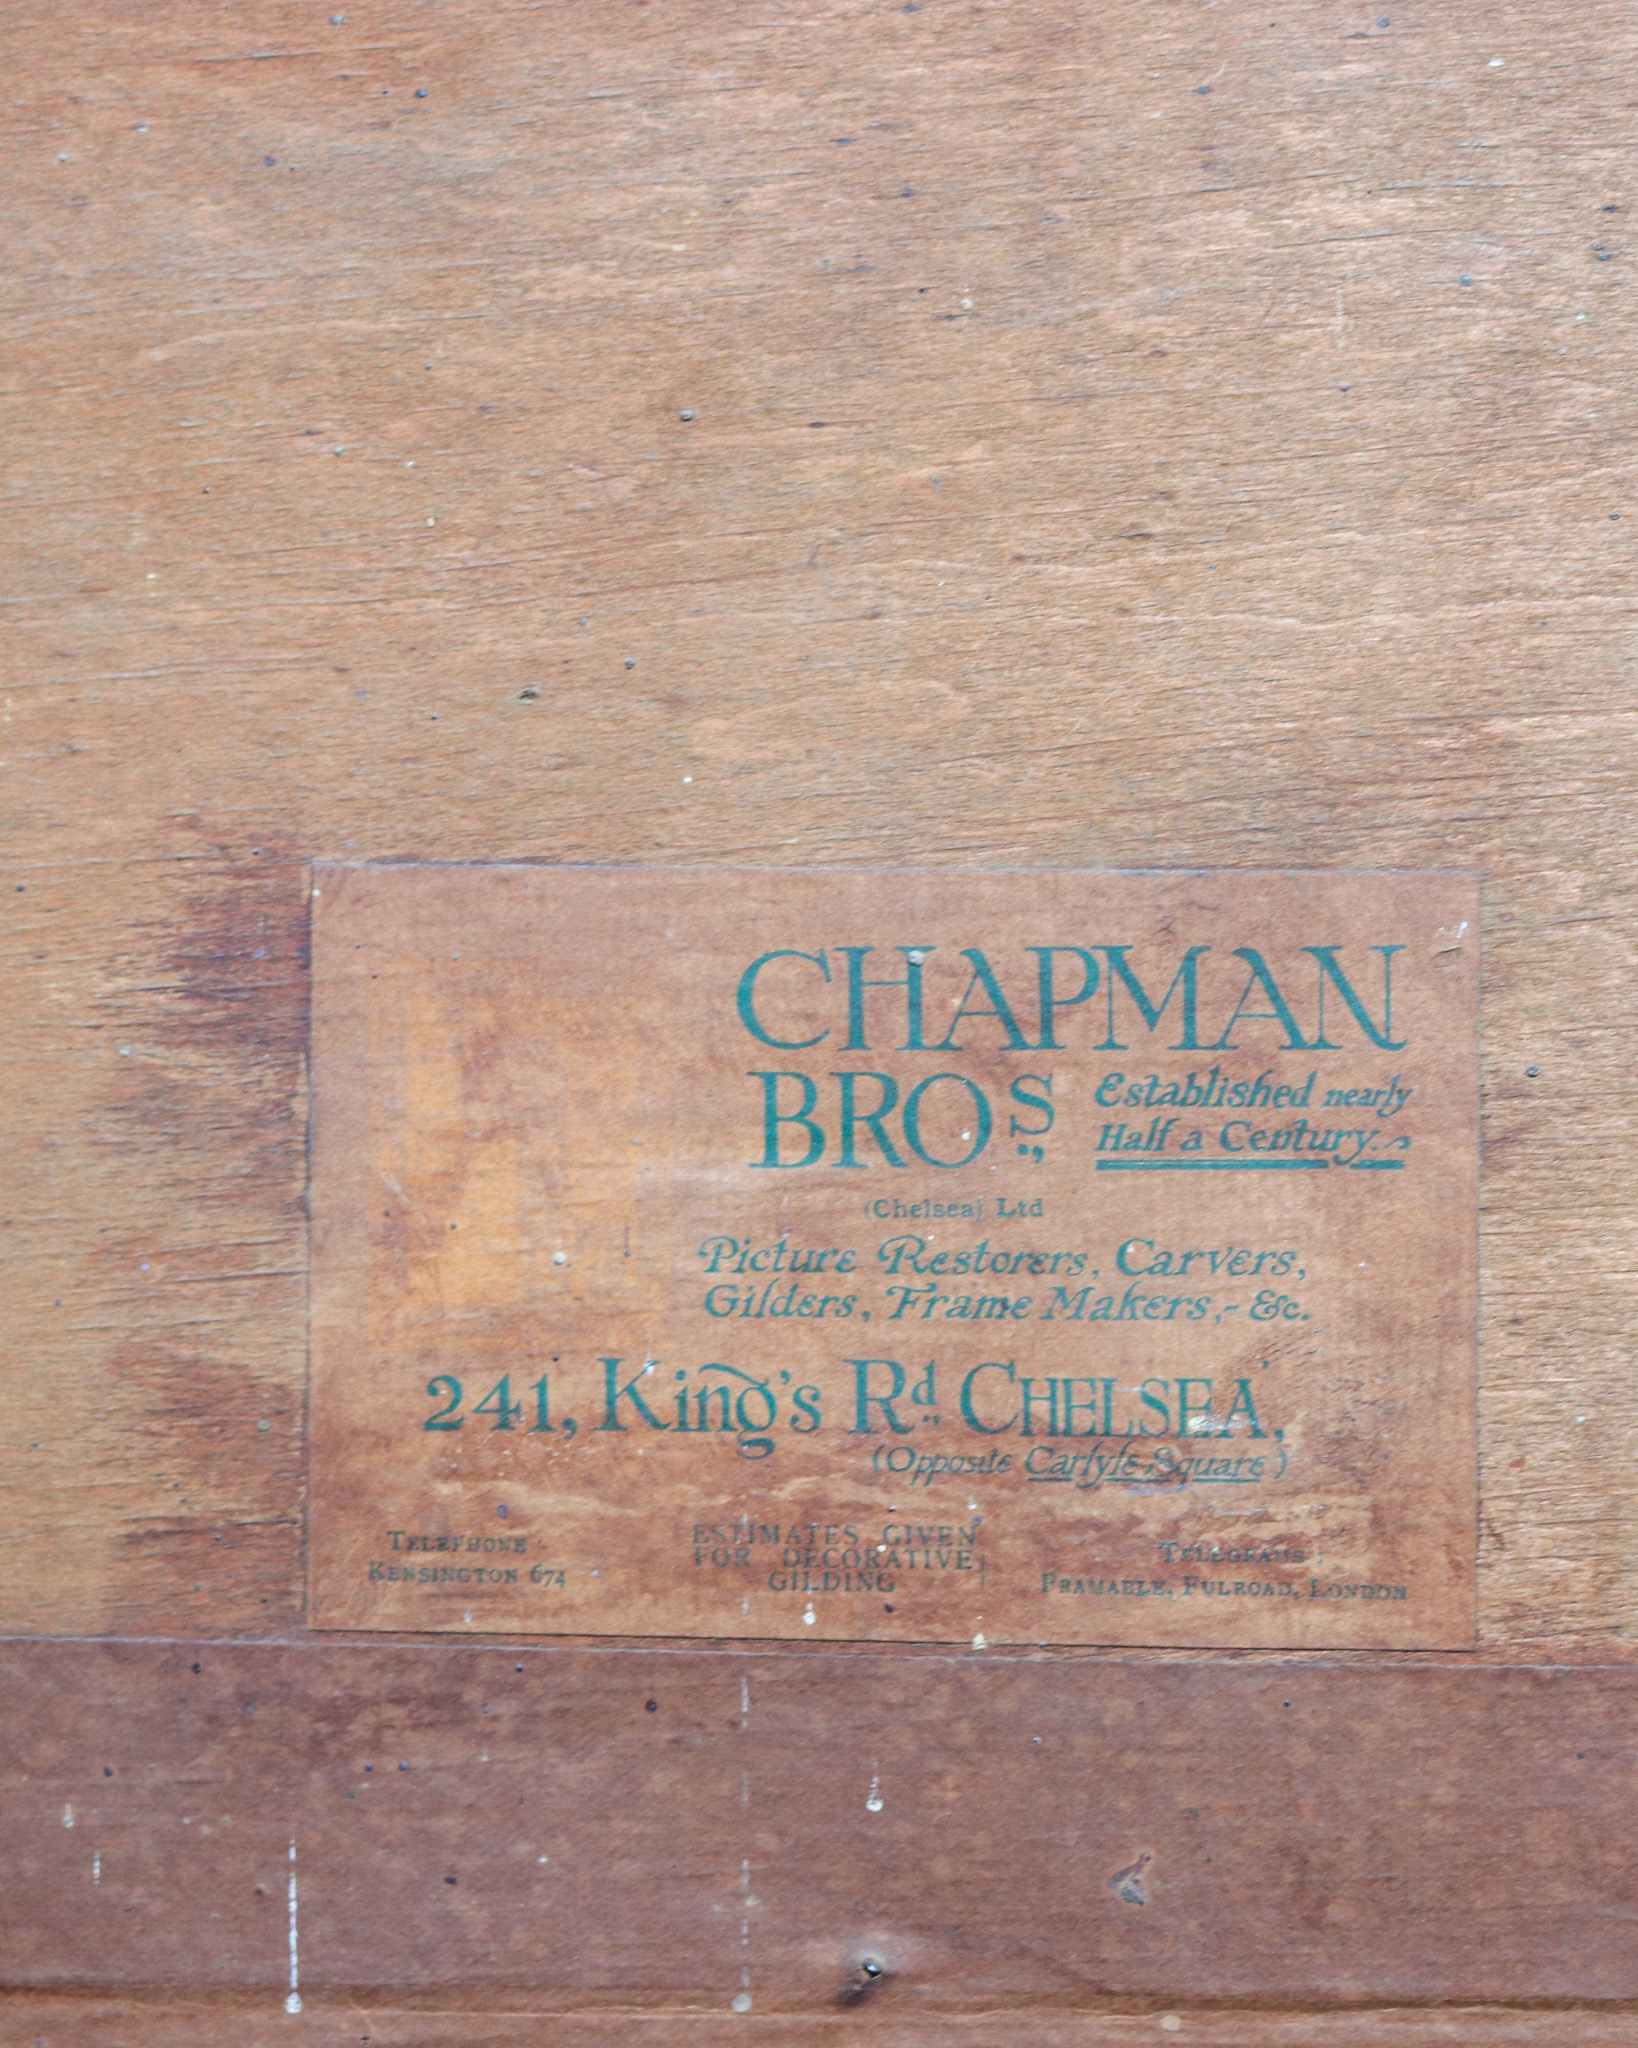 CHAPMAN
BROS.,
Established nearly
Half a Century.
(Chelsea) Ltd
Picture Restorers, Carvers,
Gilders, Frame Makers,- &c.
241, King's Rd. CHELSEA,
(Opposite Carlyle Square)
TELEPHONE:
KENSINGTON 674
ESTIMATES GIVEN
FOR DECORATIVE
GILDING
TELEGRAMS:
FRAMABLE, FULROAD, LONDON